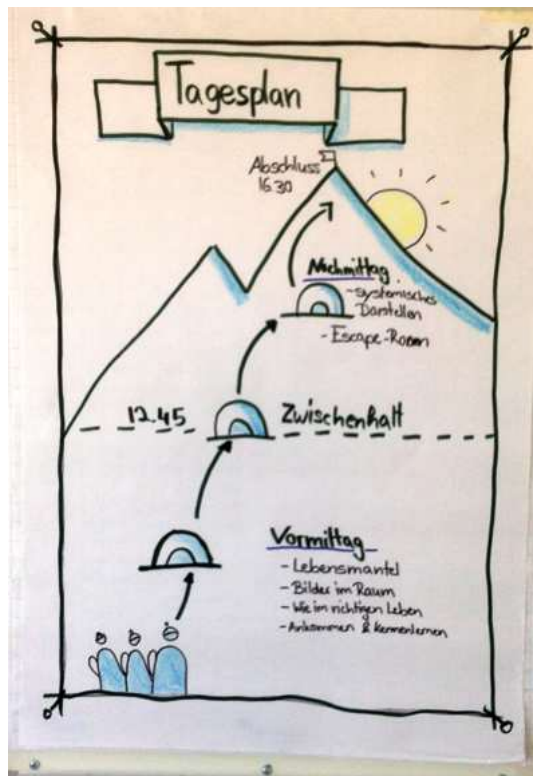 Tagesplan
Abschluss
16.30
Nachmittag
- systemisches
Darstellen
- Escape-Room
12.45
Zwischenhalt
Vormittag
- Lebensmantel
- Bilder im Raum
- Wie im richtigen Leben
- Ankommen & Kennenlernen